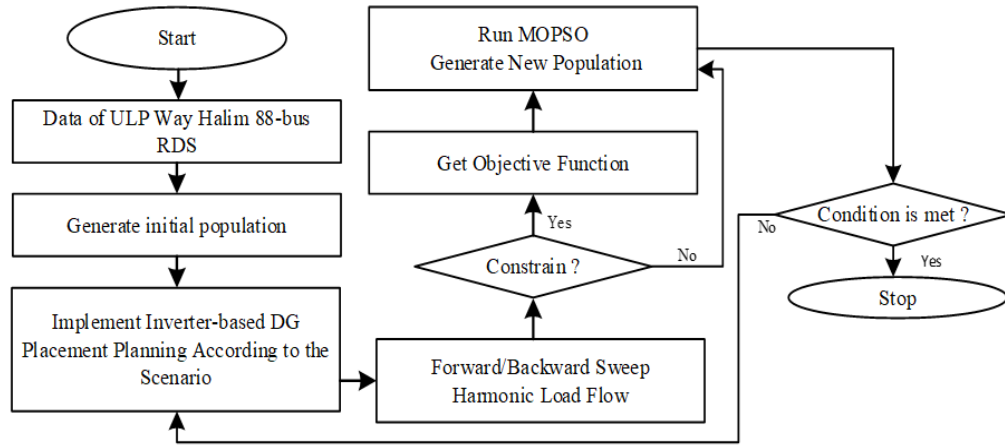 Start
Data of ULP Way Halim 88-bus
RDS
Generate initial population
Implement Inverter-based DG
Placement Planning According to the
Scenario
Forward/Backward Sweep
Harmonic Load Flow
Constrain ?
Yes
No
Get Objective Function
Run MOPSO
Generate New Population
Condition is met ?
No
Yes
Stop